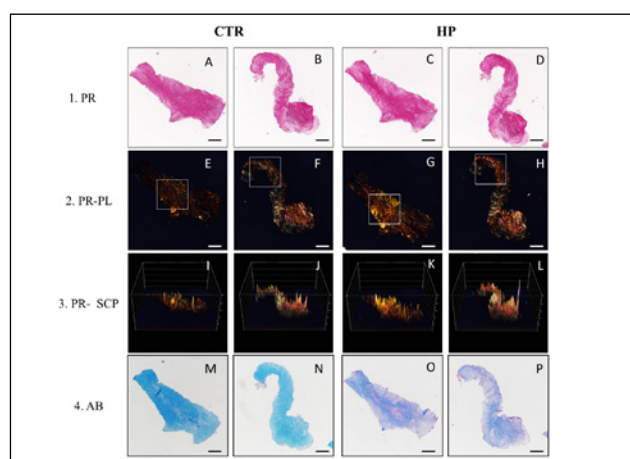 CTR HP
1. PR A B C D
2. PR-PL E F G H
3. PR- SCP I J K L
4. AB M N O P